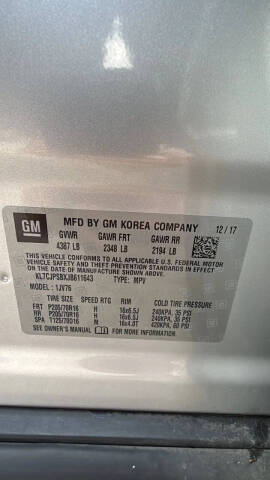 GM
MFD BY GM KOREA COMPANY
12/17
GVWR GAWR FRT GAWR RR
4387 LB 2348 LB 2194 LB
THIS VEHICLE CONFORMS TO ALL APPLICABLE U.S. FEDERAL MOTOR
VEHICLE SAFETY, BUMPER, AND THEFT PREVENTION STANDARDS IN
EFFECT ON THE DATE OF MANUFACTURE SHOWN ABOVE.
KL7CJPSBXJB611643 TYPE: MPV
MODEL : 1JV76
TIRE SIZE SPEED RTG RIM COLD TIRE PRESSURE
FRT P205/70R16 H 16x6.5J 240KPA, 35 PSI
RR P205/70R16 H 16x6.5J 240KPA, 35 PSI
SPA T125/70D16 M 16x4.0T 420KPA, 60 PSI
SEE OWNER'S MANUAL FOR ADDITIONAL INFORMATION.